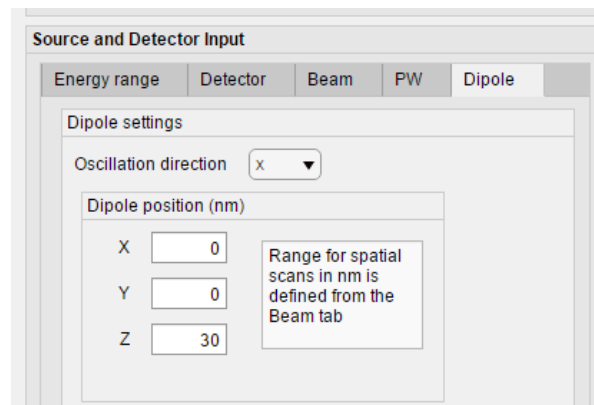 Source and Detector Input
Energy range Detector Beam PW Dipole
Dipole settings
Oscillation direction x
Dipole position (nm)
X 0
Y 0
Z 30
Range for spatial
scans in nm is
defined from the
Beam tab